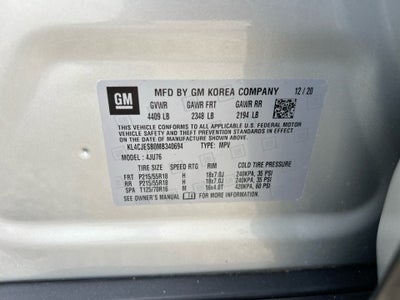 GM
MFD BY GM KOREA COMPANY 12/20
GVWR GAWR FRT GAWR RR
4409 LB 2348 LB 2194 LB
THIS VEHICLE CONFORMS TO ALL APPLICABLE U.S. FEDERAL MOTOR
VEHICLE SAFETY AND THEFT PREVENTION STANDARDS IN EFFECT ON
THE DATE OF MANUFACTURE SHOWN ABOVE.
KL4CJESB0MB340694 TYPE: MPV
MODEL: 4JU76
TIRE SIZE SPEED RTG RIM COLD TIRE PRESSURE
FRT P215/55R18 H 18x7.0J 240KPA, 35 PSI
RR P215/55R18 H 18x7.0J 240KPA, 35 PSI
SPA T125/70R16 M 16x4.0T 420KPA, 60 PSI
SEE OWNER'S MANUAL FOR MORE INFORMATION.